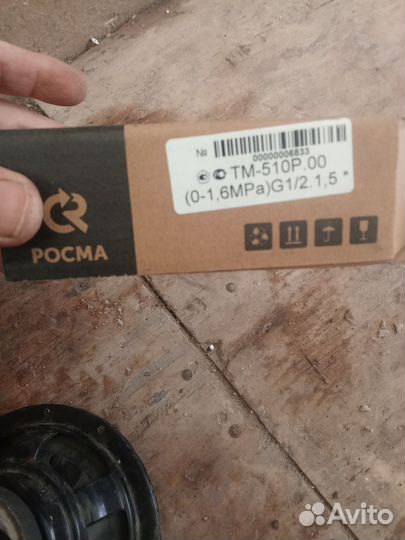 №
00000006833
ТМ-510Р.00
(0-1,6MPa)G1/2.1,5 *
РОСМА
Avito